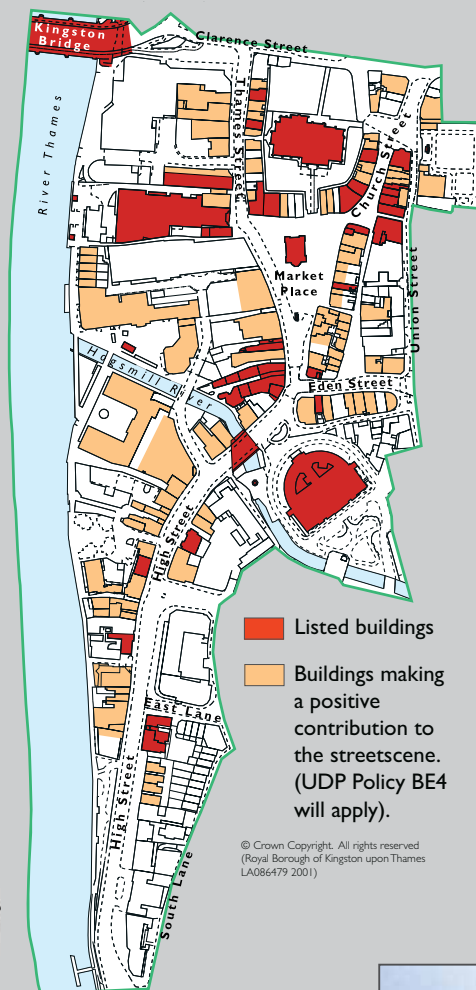 Kingston
Bridge
Clarence Street
River Thames
Thames Street
Church Street
Market
Place
Union Street
Hogsmill River
Eden Street
High Street
Listed buildings
Buildings making
a positive
contribution to
the streetscene.
(UDP Policy BE4
will apply).
East Lane
High Street
South Lane
© Crown Copyright. All rights reserved
(Royal Borough of Kingston upon Thames
LA086479 2001)